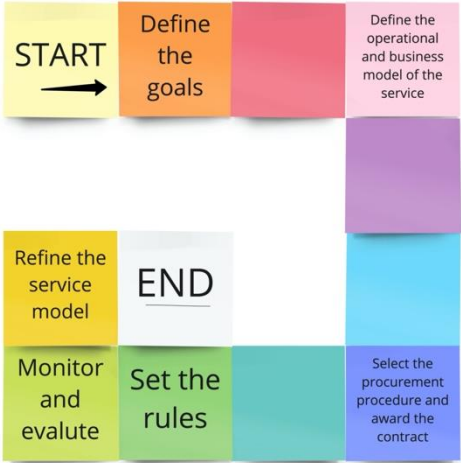 START
Define
the
goals
Define the
operational
and business
model of the
service
Select the
procurement
procedure and
award the
contract
Set the
rules
Monitor
and
evalute
Refine the
service
model
END